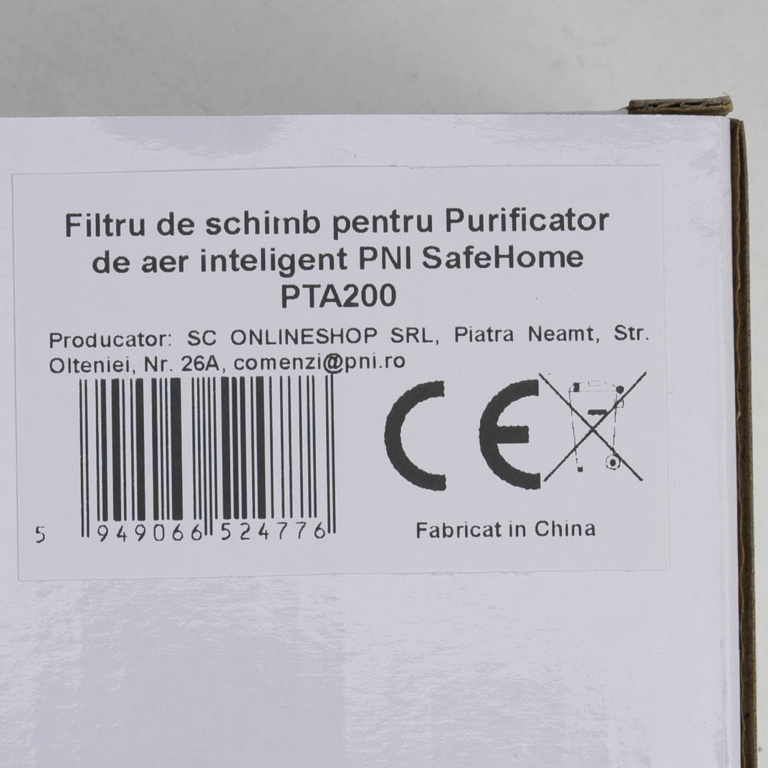 Filtru de schimb pentru Purificator
de aer inteligent PNI SafeHome
PTA200
Producator: SC ONLINESHOP SRL, Piatra Neamt, Str.
Olteniei, Nr. 26A, comenzi@pni.ro
CE
5 949066 524776
Fabricat in China